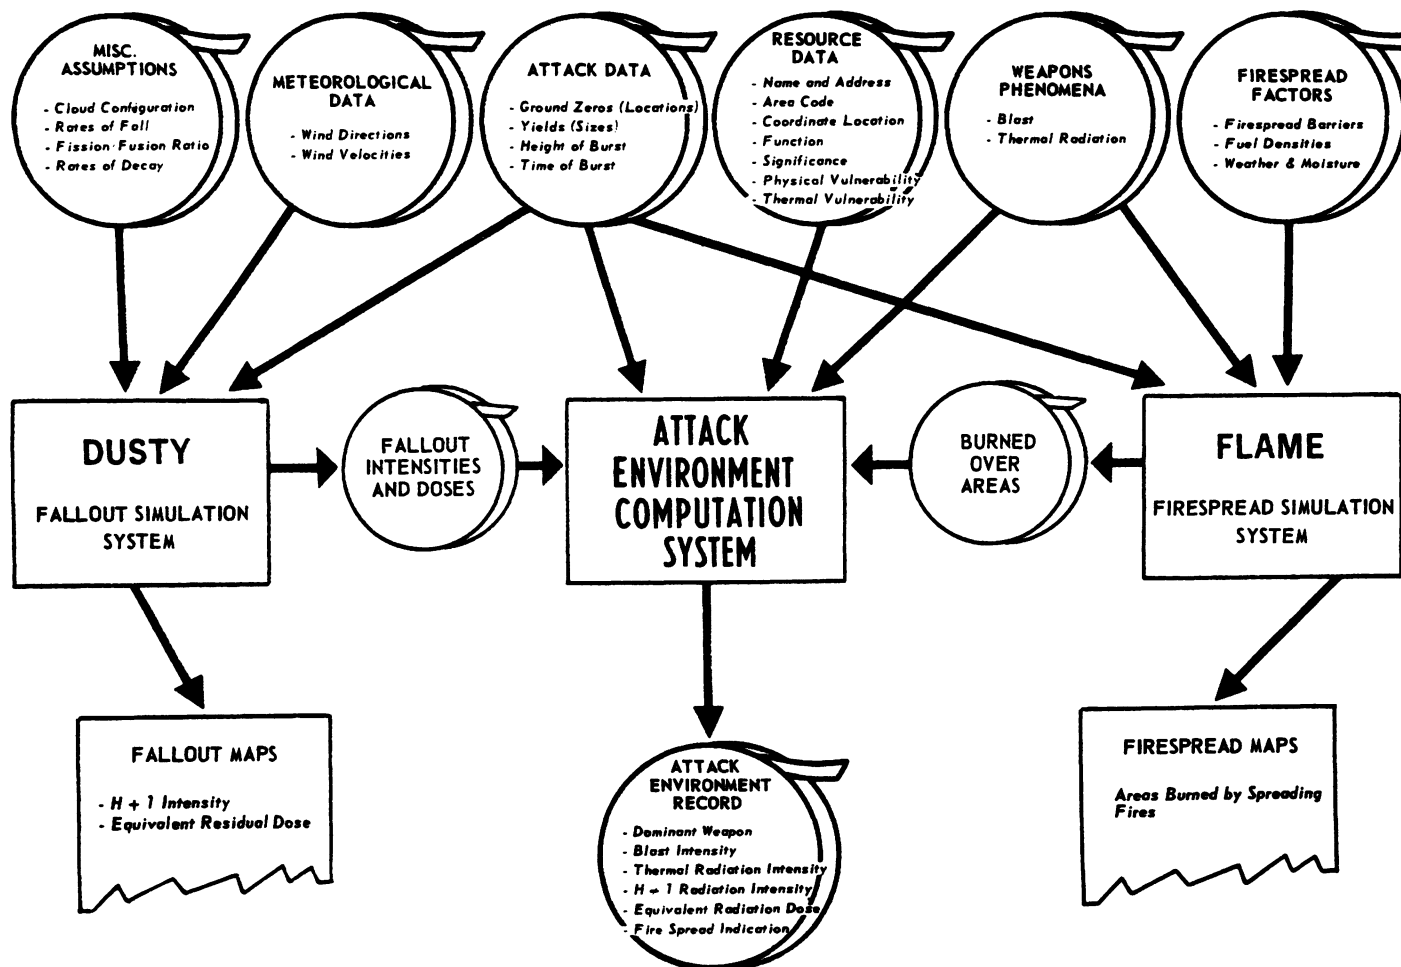 MISC.
ASSUMPTIONS
- Cloud Configuration
- Rates of Fall
- Fission-Fusion Ratio
- Rates of Decay
METEOROLOGICAL
DATA
- Wind Directions
- Wind Velocities
ATTACK DATA
- Ground Zeros (Locations)
- Yields (Sizes)
- Height of Burst
- Time of Burst
RESOURCE
DATA
- Name and Address
- Area Code
- Coordinate Location
- Function
- Significance
- Physical Vulnerability
- Thermal Vulnerability
WEAPONS
PHENOMENA
- Blast
- Thermal Radiation
FIRESPREAD
FACTORS
- Firespread Barriers
- Fuel Densities
- Weather & Moisture
DUSTY
FALLOUT SIMULATION
SYSTEM
FALLOUT
INTENSITIES
AND DOSES
ATTACK
ENVIRONMENT
COMPUTATION
SYSTEM
BURNED
OVER
AREAS
FLAME
FIRESPREAD SIMULATION
SYSTEM
FALLOUT MAPS
- H + 1 Intensity
- Equivalent Residual Dose
ATTACK
ENVIRONMENT
RECORD
- Dominant Weapon
- Blast Intensity
- Thermal Radiation Intensity
- H + 1 Radiation Intensity
- Equivalent Radiation Dose
- Fire Spread Indication
FIRESPREAD MAPS
Areas Burned by Spreading
Fires